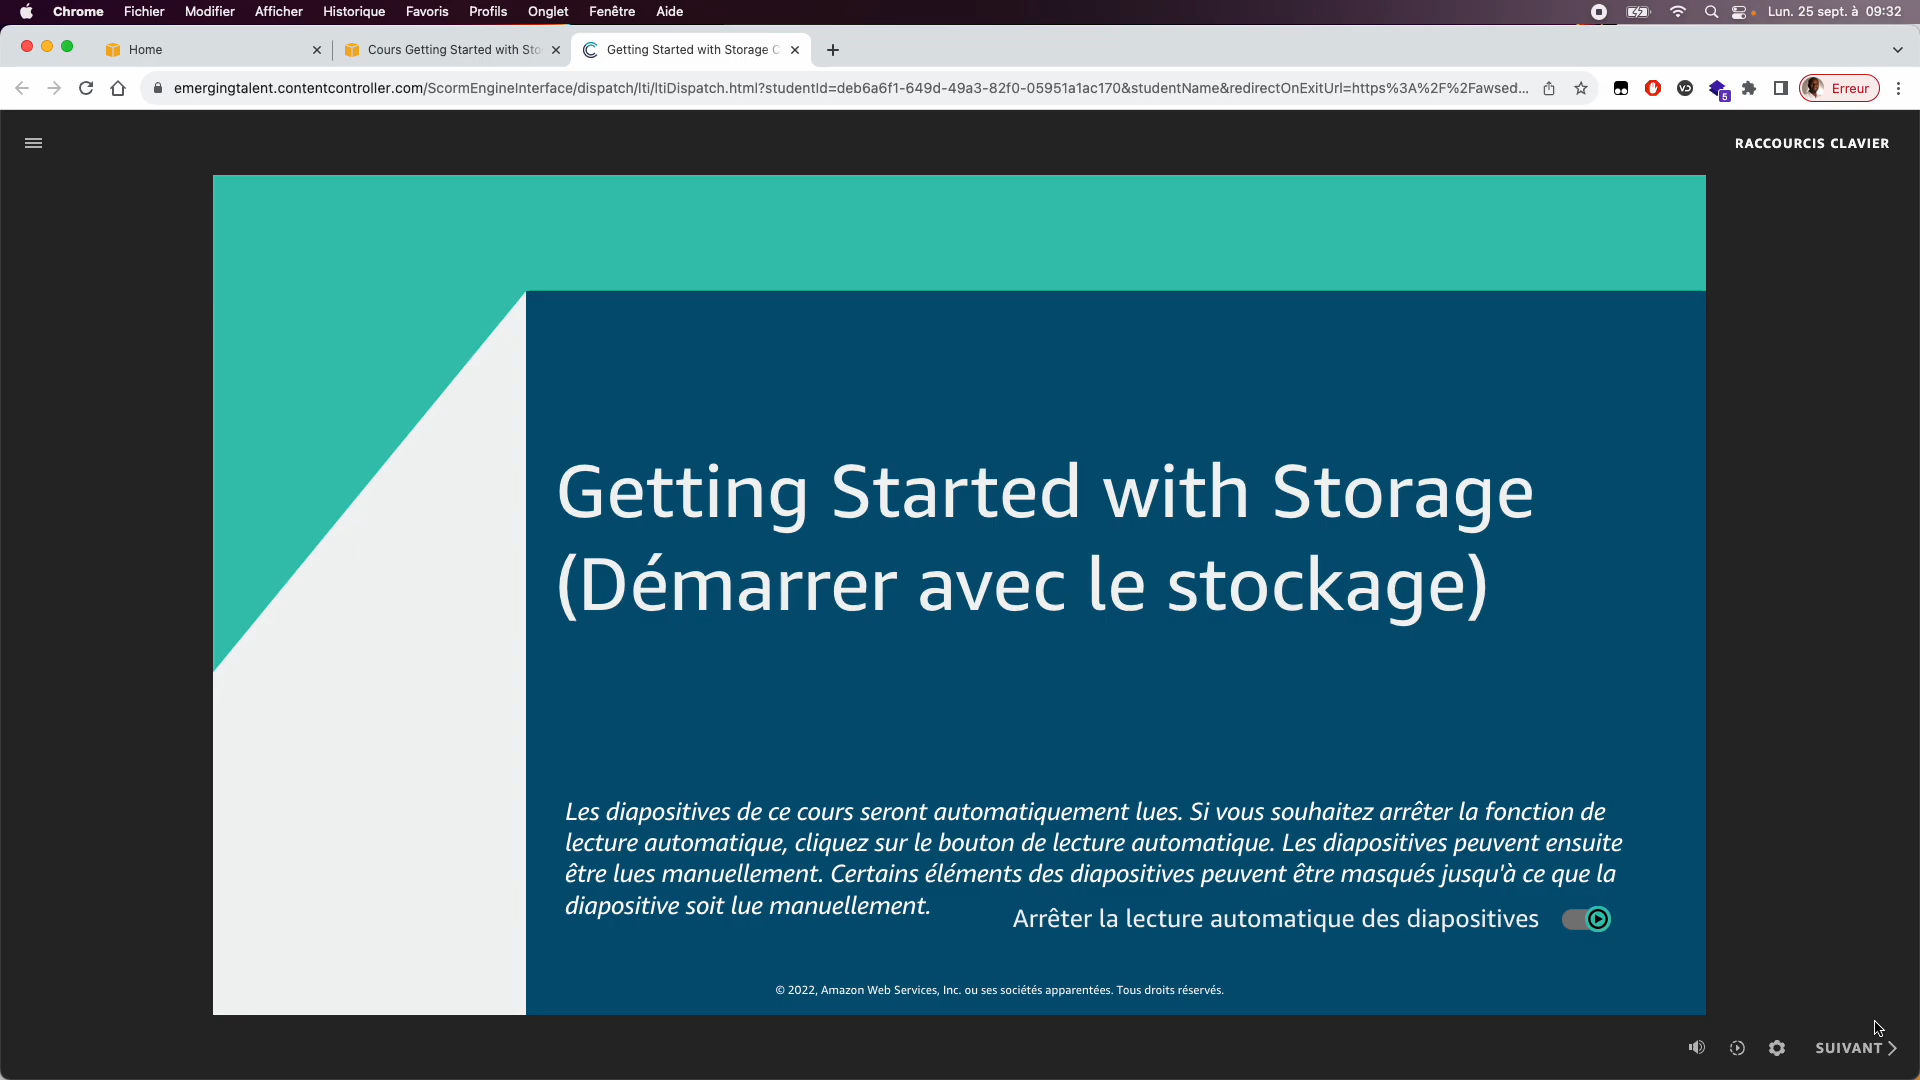 Chrome Fichier Modifier Afficher Historique Favoris Profils Onglet Fenêtre Aide Lun. 25 sept. à 09:32
Home Cours Getting Started with Sto Getting Started with Storage C
emergingtalent.contentcontroller.com/ScormEngineInterface/dispatch/lti/ltiDispatch.html?studentId=deb6a6f1-649d-49a3-82f0-05951a1ac170&studentName&redirectOnExitUrl=https%3A%2F%2Fawsed... 5 Erreur
RACCOURCIS CLAVIER
Getting Started with Storage
(Démarrer avec le stockage)
Les diapositives de ce cours seront automatiquement lues. Si vous souhaitez arrêter la fonction de
lecture automatique, cliquez sur le bouton de lecture automatique. Les diapositives peuvent ensuite
être lues manuellement. Certains éléments des diapositives peuvent être masqués jusqu'à ce que la
diapositive soit lue manuellement.
Arrêter la lecture automatique des diapositives
© 2022, Amazon Web Services, Inc. ou ses sociétés apparentées. Tous droits réservés.
SUIVANT